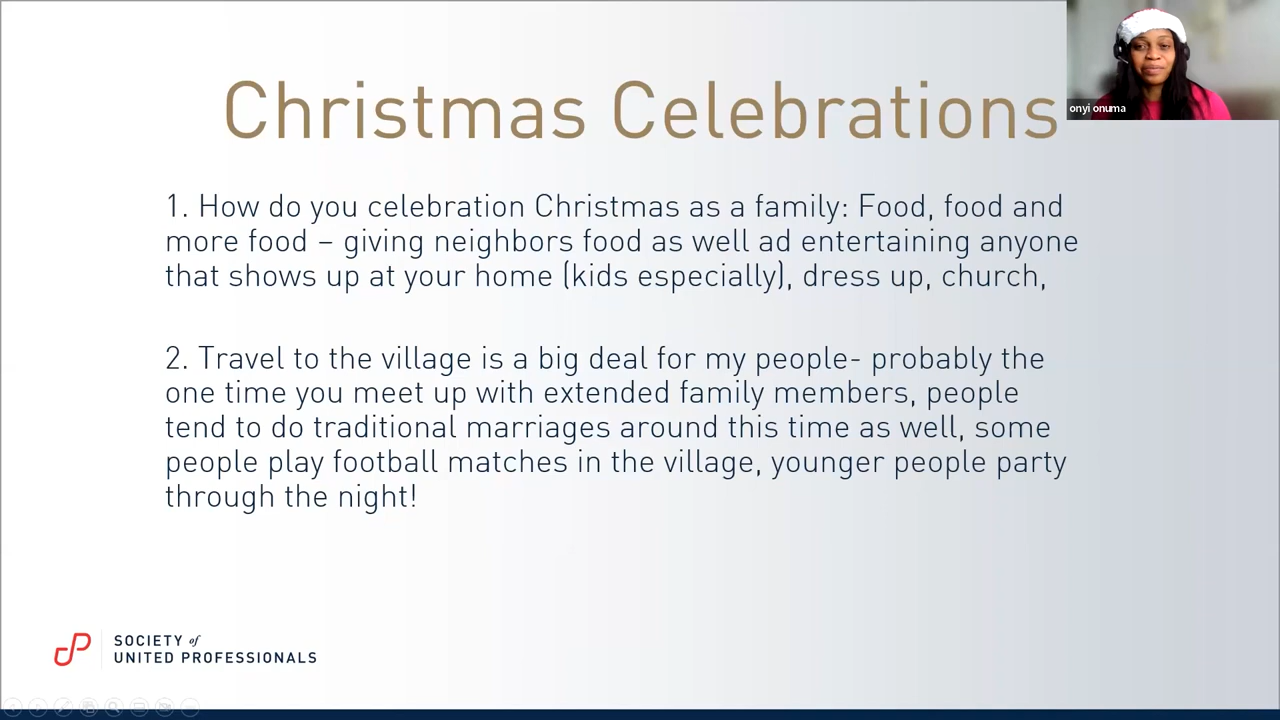 Christmas Celebrations
onyi onuma
1. How do you celebration Christmas as a family: Food, food and
more food – giving neighbors food as well ad entertaining anyone
that shows up at your home (kids especially), dress up, church,
2. Travel to the village is a big deal for my people- probably the
one time you meet up with extended family members, people
tend to do traditional marriages around this time as well, some
people play football matches in the village, younger people party
through the night!
SOCIETY of
UNITED PROFESSIONALS